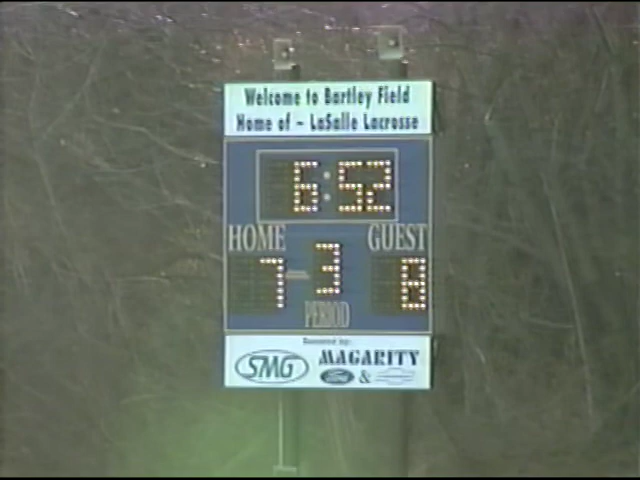 Welcome to Bartley Field
Home of ~ LaSalle Lacrosse
6:52
HOME
GUEST
7
3
8
PERIOD
Donated by:
SMG
MAGARITY
Ford &